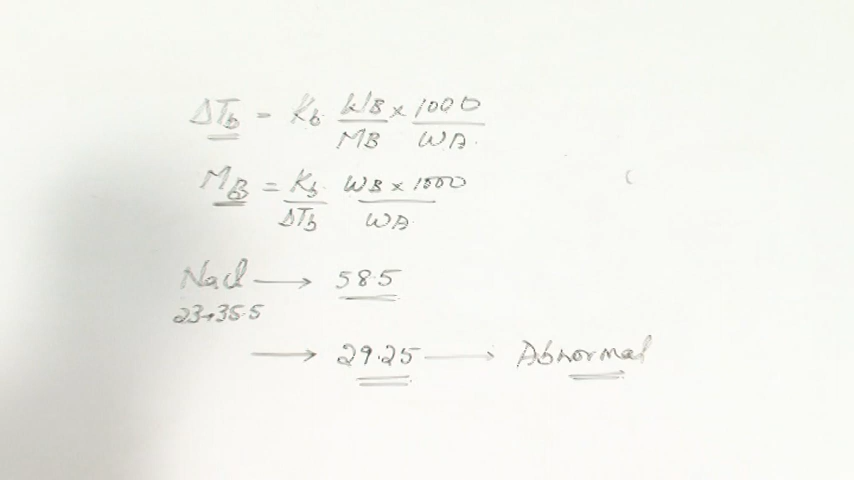 ΔTb = Kb WB/MB × 1000/WA.
MB = Kb/ΔTb WB × 1000/WA
Nacl → 58.5
23+35.5
→ 29.25 → Abnormal